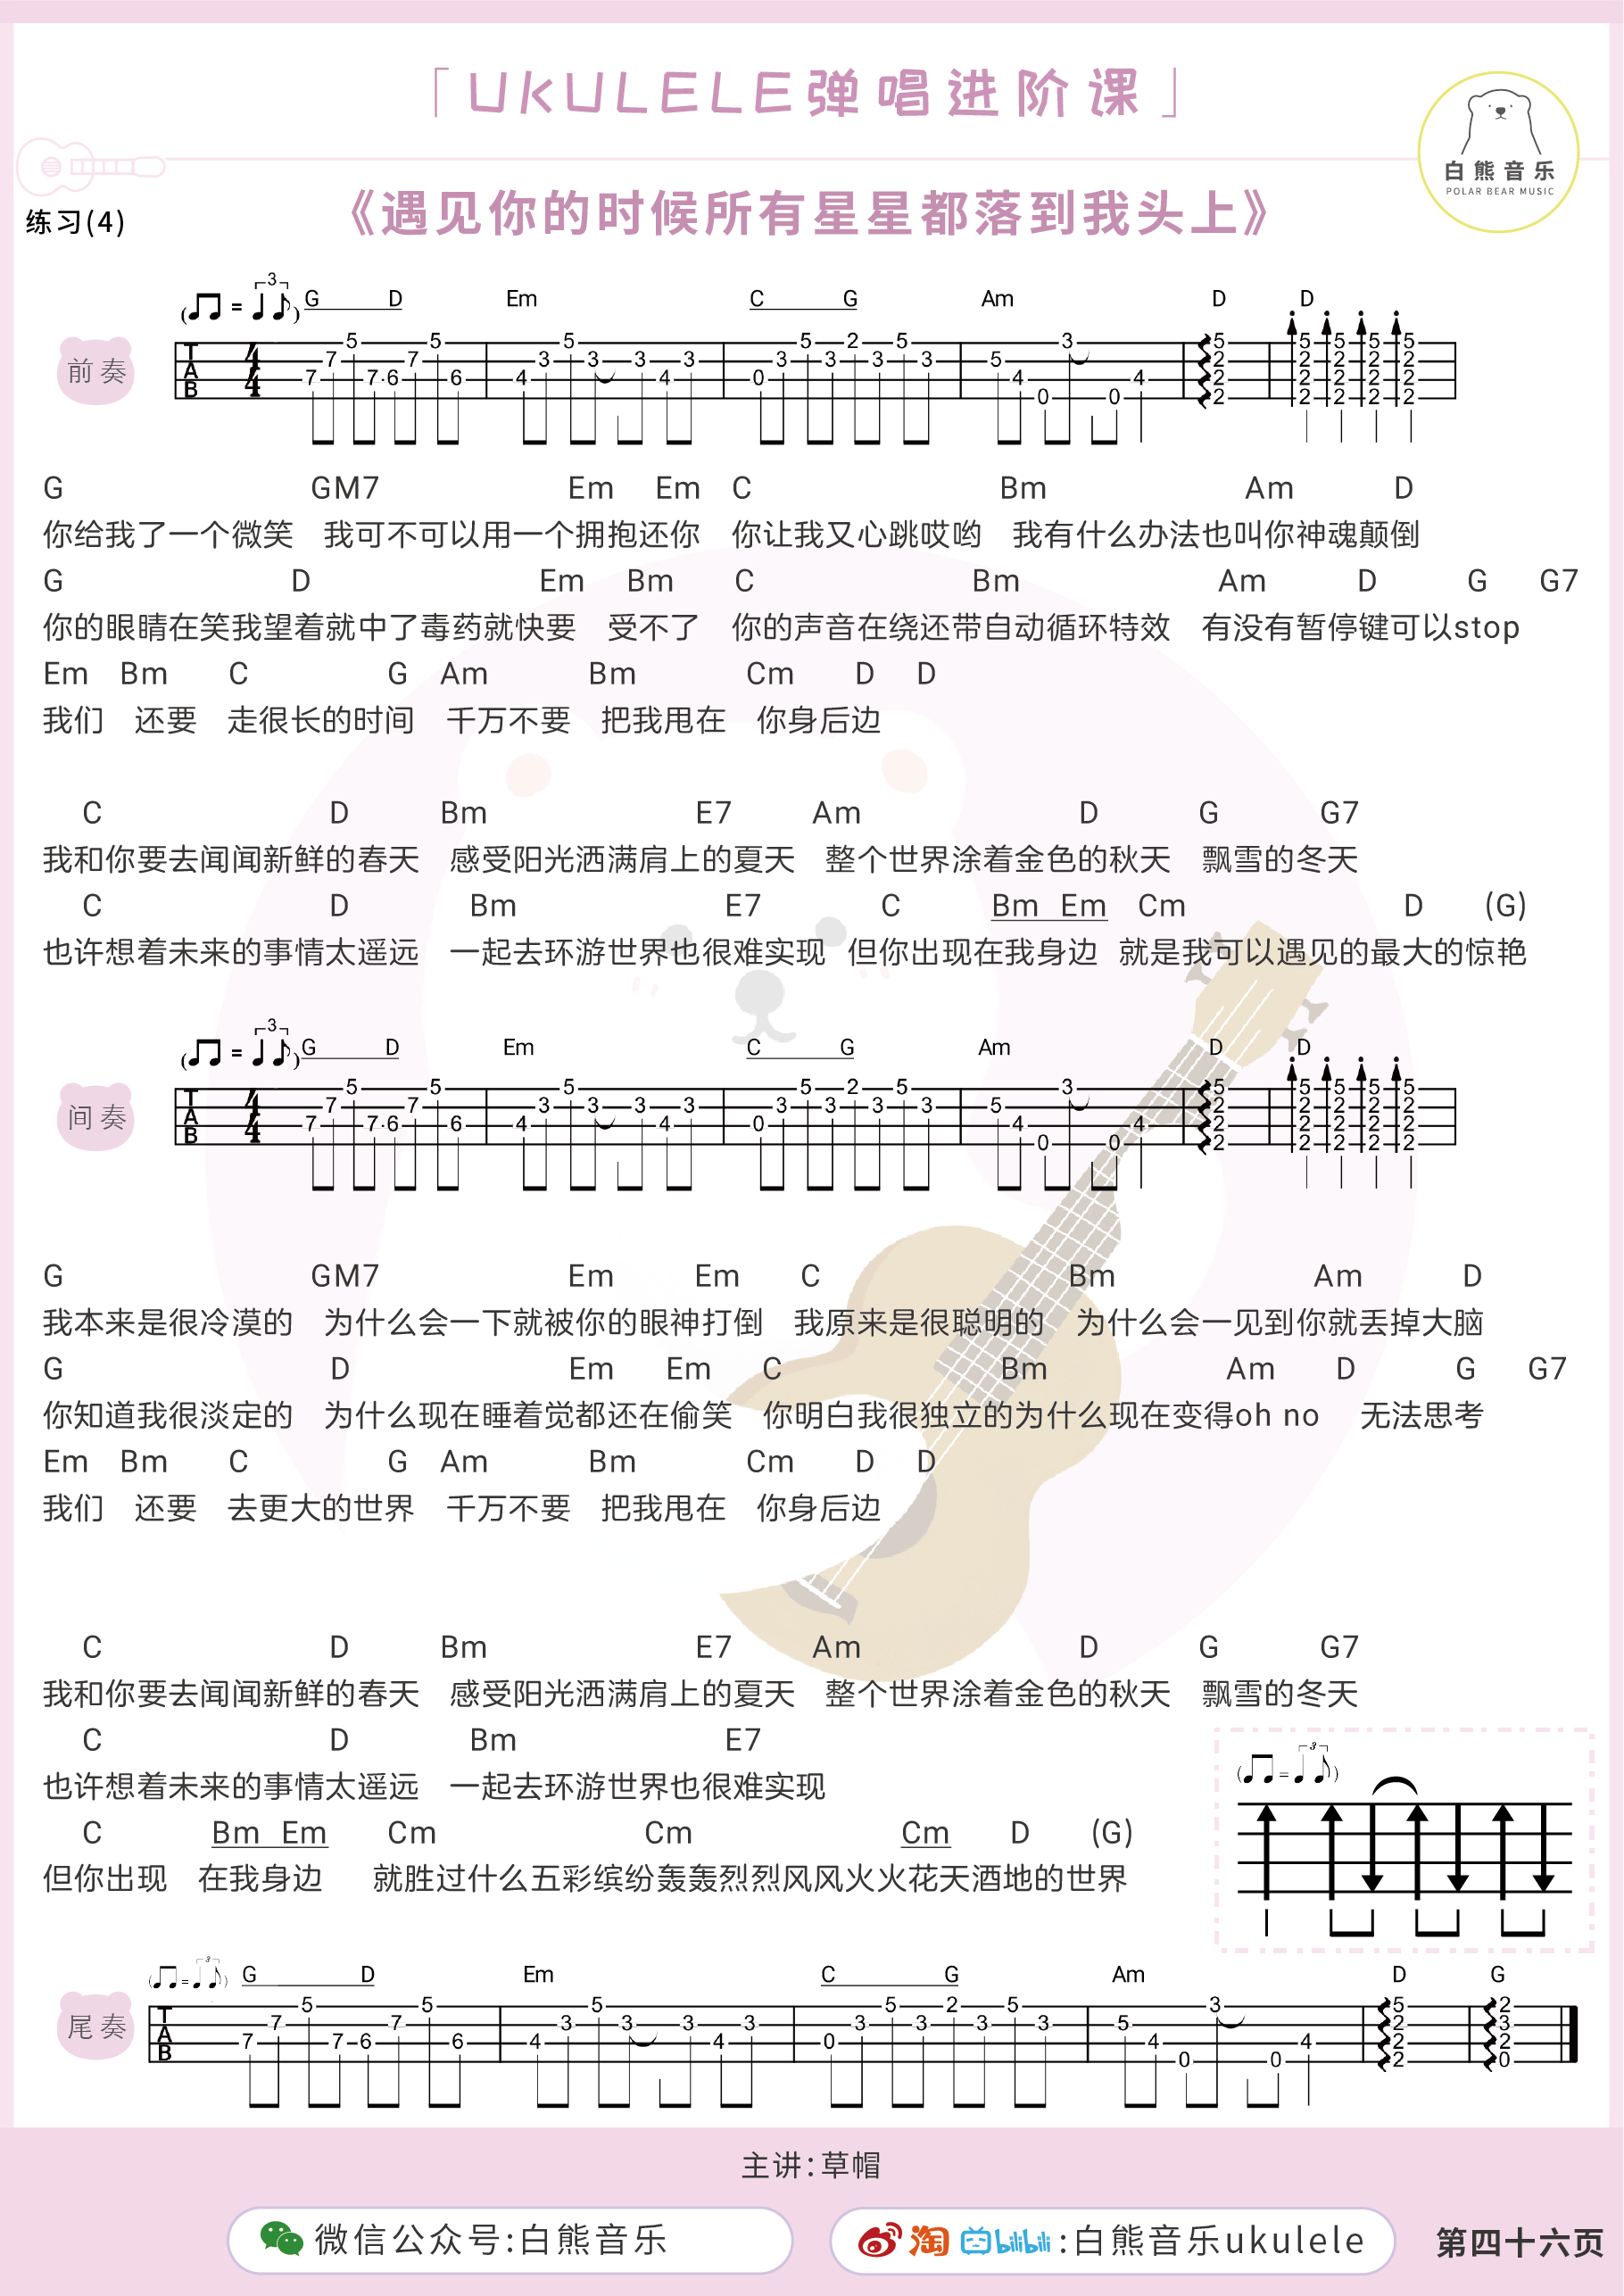 「UKULELE弹唱进阶课」
白熊音乐
POLAR BEAR MUSIC
练习(4)
《遇见你的时候所有星星都落到我头上》
前奏
G D Em C G Am D D
G GM7 Em Em C Bm Am D
你给我了一个微笑 我可不可以用一个拥抱还你 你让我又心跳哎哟 我有什么办法也叫你神魂颠倒
G D Em Bm C Bm Am D G G7
你的眼睛在笑我望着就中了毒药就快要 受不了 你的声音在绕还带自动循环特效 有没有暂停键可以stop
Em Bm C G Am Bm Cm D D
我们 还要 走很长的时间 千万不要 把我甩在 你身后边
C D Bm E7 Am D G G7
我和你要去闻闻新鲜的春天 感受阳光洒满肩上的夏天 整个世界涂着金色的秋天 飘雪的冬天
C D Bm E7 C Bm Em Cm D (G)
也许想着未来的事情太遥远 一起去环游世界也很难实现 但你出现在我身边 就是我可以遇见的最大的惊艳
间奏
G D Em C G Am D D
G GM7 Em Em C Bm Am D
我本来是很冷漠的 为什么会一下就被你的眼神打倒 我原来是很聪明的 为什么会一见到你就丢掉大脑
G D Em Em C Bm Am D G G7
你知道我很淡定的 为什么现在睡着觉都还在偷笑 你明白我很独立的为什么现在变得oh no 无法思考
Em Bm C G Am Bm Cm D D
我们 还要 去更大的世界 千万不要 把我甩在 你身后边
C D Bm E7 Am D G G7
我和你要去闻闻新鲜的春天 感受阳光洒满肩上的夏天 整个世界涂着金色的秋天 飘雪的冬天
C D Bm E7
也许想着未来的事情太遥远 一起去环游世界也很难实现
C Bm Em Cm Cm Cm D (G)
但你出现 在我身边 就胜过什么五彩缤纷轰轰烈烈风风火火花天酒地的世界
尾奏
G D Em C G Am D G
主讲:草帽
微信公众号:白熊音乐
淘 bilibili :白熊音乐ukulele
第四十六页